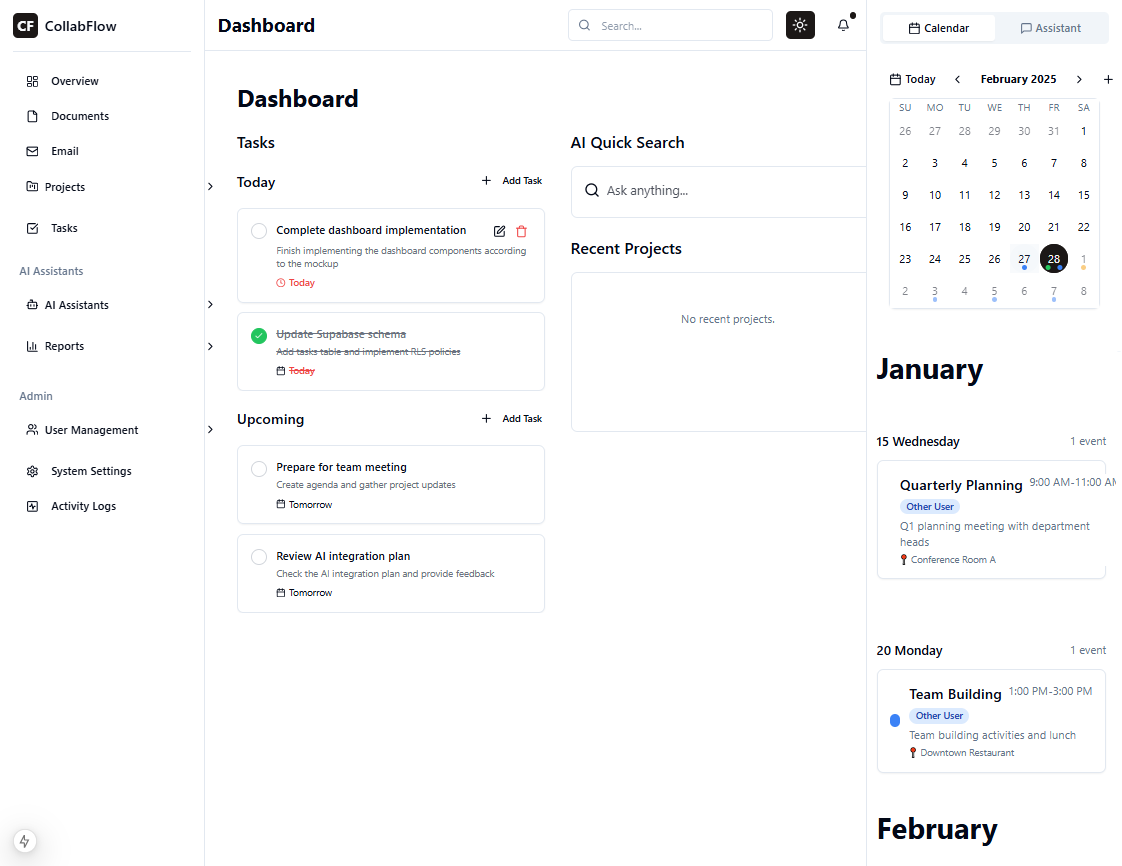 CF CollabFlow
Overview
Documents
Email
Projects
Tasks
AI Assistants
AI Assistants
Reports
Admin
User Management
System Settings
Activity Logs
Dashboard
Search...
Dashboard
Tasks
Today
Add Task
Complete dashboard implementation
Finish implementing the dashboard components according
to the mockup
Today
Update Supabase schema
Add tasks table and implement RLS policies
Today
Upcoming
Add Task
Prepare for team meeting
Create agenda and gather project updates
Tomorrow
Review AI integration plan
Check the AI integration plan and provide feedback
Tomorrow
AI Quick Search
Ask anything...
Recent Projects
No recent projects.
Calendar
Assistant
Today
February 2025
SU MO TU WE TH FR SA
26 27 28 29 30 31 1
2 3 4 5 6 7 8
9 10 11 12 13 14 15
16 17 18 19 20 21 22
23 24 25 26 27 28 1
2 3 4 5 6 7 8
January
15 Wednesday 1 event
Quarterly Planning 9:00 AM-11:00 AM
Other User
Q1 planning meeting with department
heads
Conference Room A
20 Monday 1 event
Team Building 1:00 PM-3:00 PM
Other User
Team building activities and lunch
Downtown Restaurant
February